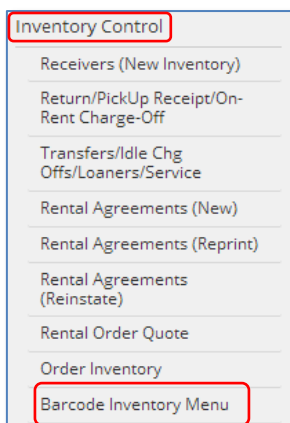 Inventory Control
Receivers (New Inventory)
Return/PickUp Receipt/On-
Rent Charge-Off
Transfers/Idle Chg
Offs/Loaners/Service
Rental Agreements (New)
Rental Agreements (Reprint)
Rental Agreements
(Reinstate)
Rental Order Quote
Order Inventory
Barcode Inventory Menu